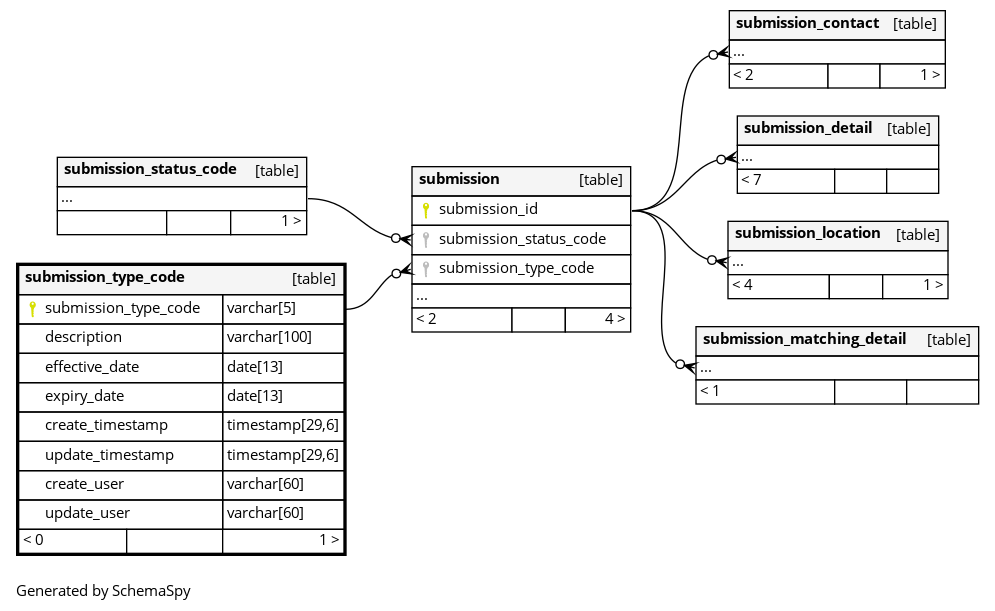 submission_contact [table]
...
< 2 1 >
submission_detail [table]
...
< 7
submission_status_code [table]
...
1 >
submission [table]
submission_id
submission_status_code
submission_type_code
...
< 2 4 >
submission_location [table]
...
< 4 1 >
submission_type_code [table]
submission_type_code varchar[5]
description varchar[100]
effective_date date[13]
expiry_date date[13]
create_timestamp timestamp[29,6]
update_timestamp timestamp[29,6]
create_user varchar[60]
update_user varchar[60]
< 0 1 >
submission_matching_detail [table]
...
< 1
Generated by SchemaSpy